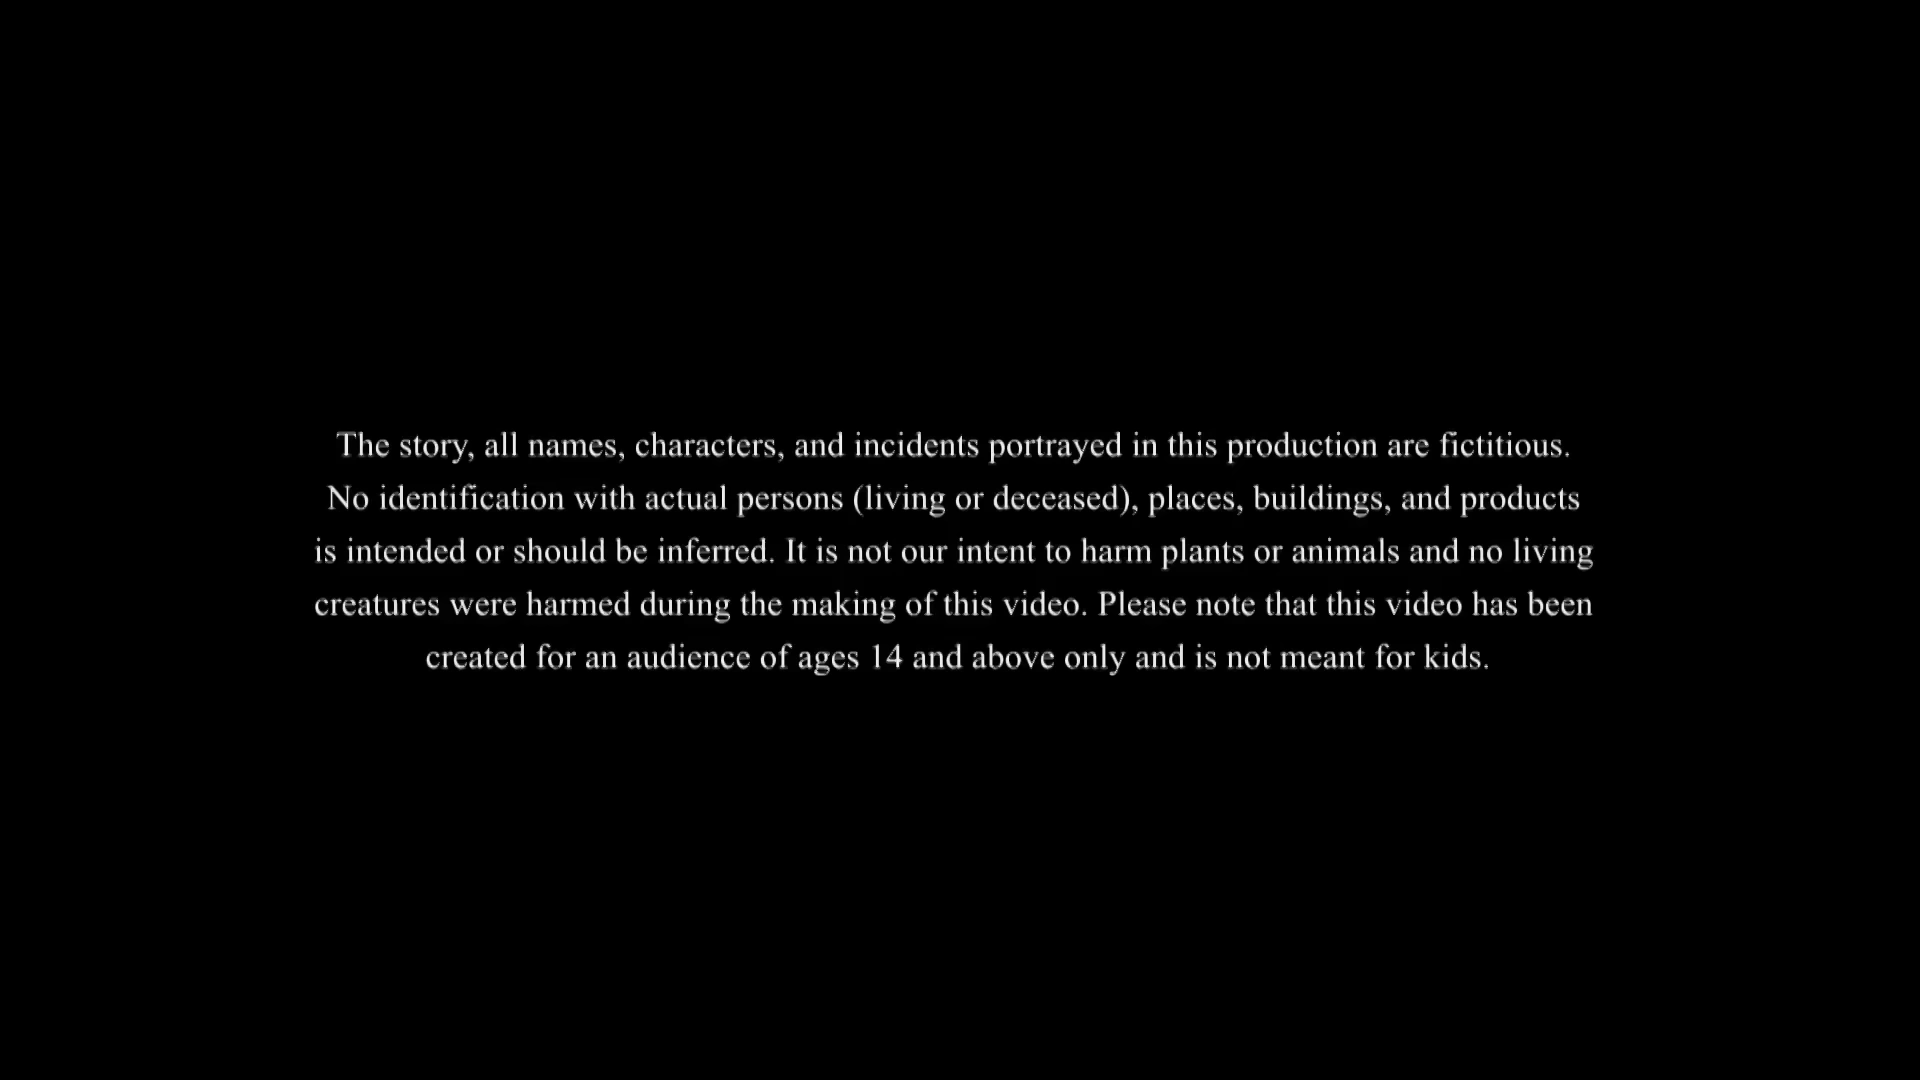 The story, all names, characters, and incidents portrayed in this production are fictitious.
No identification with actual persons (living or deceased), places, buildings, and products
is intended or should be inferred. It is not our intent to harm plants or animals and no living
creatures were harmed during the making of this video. Please note that this video has been
created for an audience of ages 14 and above only and is not meant for kids.